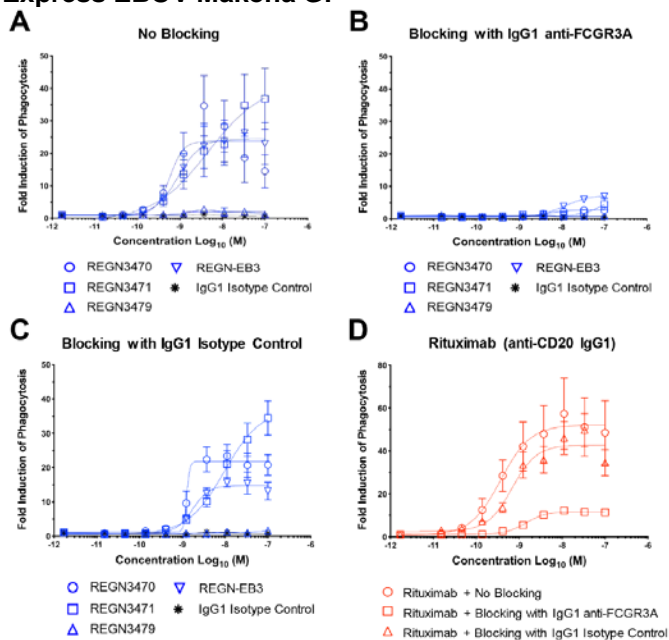 Express EBOV Makona GP
A
No Blocking
Fold Induction of Phagocytosis
50
40
30
20
10
0
-12 -11 -10 -9 -8 -7 -6
Concentration Log10 (M)
REGN3470
REGN3471
REGN3479
REGN-EB3
IgG1 Isotype Control
B
Blocking with IgG1 anti-FCGR3A
Fold Induction of Phagocytosis
50
40
30
20
10
0
-12 -11 -10 -9 -8 -7 -6
Concentration Log10 (M)
REGN3470
REGN3471
REGN3479
REGN-EB3
IgG1 Isotype Control
C
Blocking with IgG1 Isotype Control
Fold Induction of Phagocytosis
50
40
30
20
10
0
-12 -11 -10 -9 -8 -7 -6
Concentration Log10 (M)
REGN3470
REGN3471
REGN3479
REGN-EB3
IgG1 Isotype Control
D
Rituximab (anti-CD20 IgG1)
Fold Induction of Phagocytosis
80
60
40
20
0
-12 -11 -10 -9 -8 -7 -6
Concentration Log10 (M)
Rituximab + No Blocking
Rituximab + Blocking with IgG1 anti-FCGR3A
Rituximab + Blocking with IgG1 Isotype Control